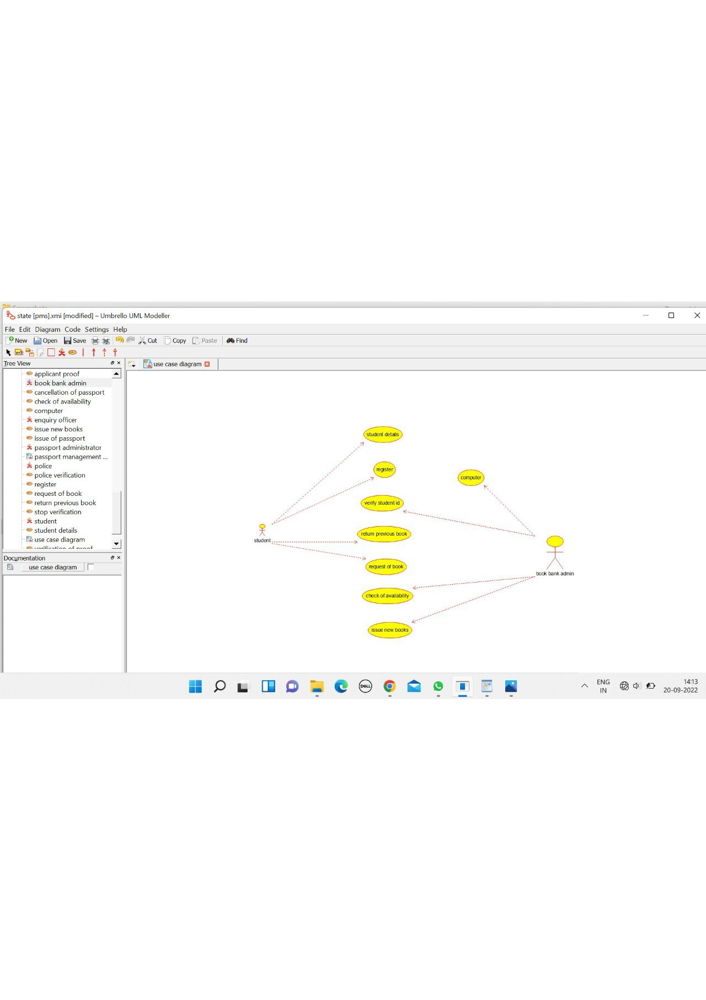 Screenshots
state [pms].xmi [modified] – Umbrello UML Modeller
File Edit Diagram Code Settings Help
New Open Save Cut Copy Paste Find
Tree View
use case diagram
applicant proof
book bank admin
cancellation of passport
check of availability
computer
enquiry officer
issue new books
issue of passport
passport administrator
passport management ...
police
police verification
register
request of book
return previous book
stop verification
student
student details
use case diagram
verification of proof
Documentation
use case diagram
student details
register
computer
verify student id
return previous book
student
request of book
book bank admin
check of availability
issue new books
DELL
ENG
IN
14:13
20-09-2022